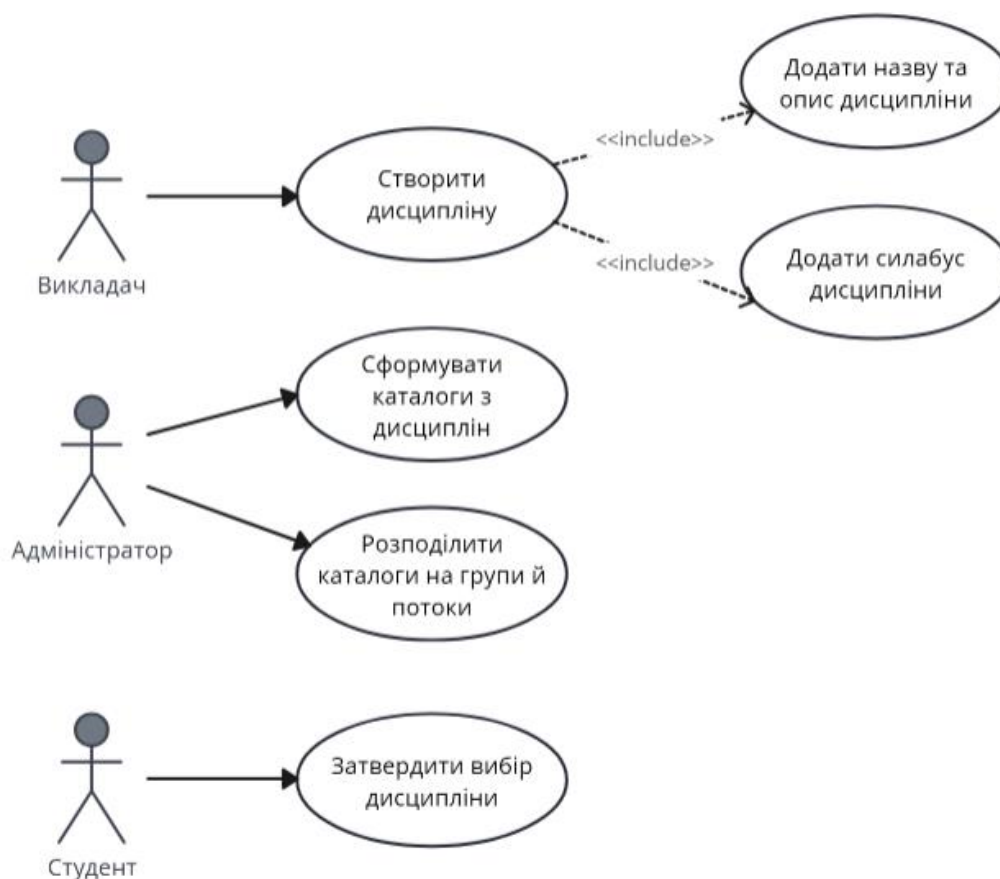 Додати назву та
опис дисципліни
<<include>>
Створити
дисципліну
<<include>>
Додати силабус
дисципліни
Викладач
Сформувати
каталоги з
дисциплін
Адміністратор
Розподілити
каталоги на групи й
потоки
Затвердити вибір
дисципліни
Студент